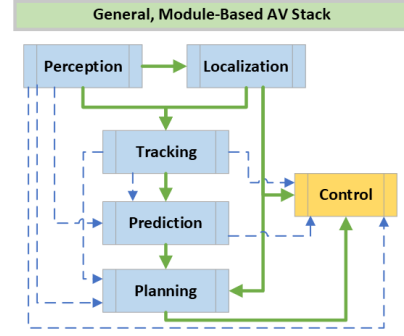 General, Module-Based AV Stack
Perception
Localization
Tracking
Control
Prediction
Planning